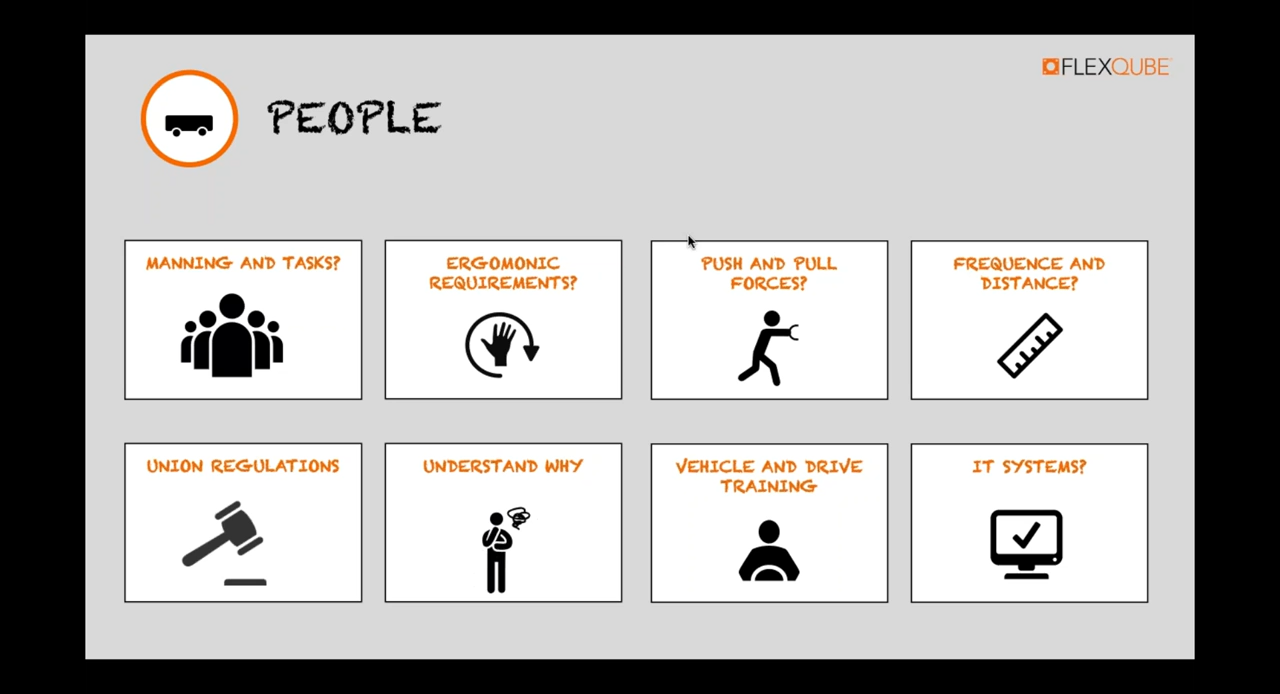 FLEXQUBE
PEOPLE
MANNING AND TASKS?
ERGOMONIC
REQUIREMENTS?
PUSH AND PULL
FORCES?
FREQUENCE AND
DISTANCE?
UNION REGULATIONS
UNDERSTAND WHY
VEHICLE AND DRIVE
TRAINING
IT SYSTEMS?